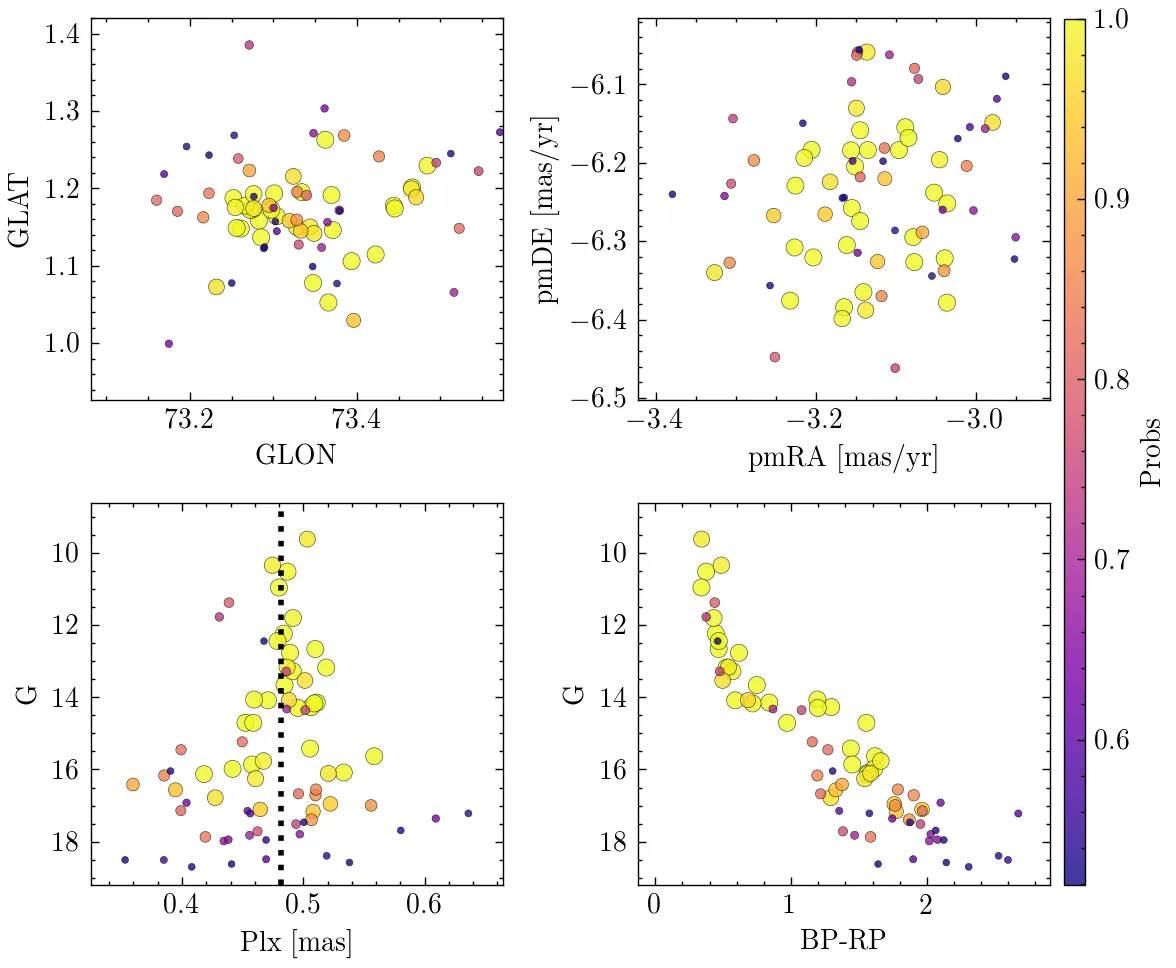 1.4
1.3
1.2
1.1
1.0
GLAT
73.2 73.4
GLON
−6.1
−6.2
−6.3
−6.4
−6.5
pmDE [mas/yr]
−3.4 −3.2 −3.0
pmRA [mas/yr]
1.0
0.9
0.8
0.7
0.6
Probs
10
12
14
16
18
G
0.4 0.5 0.6
Plx [mas]
10
12
14
16
18
G
0 1 2
BP-RP